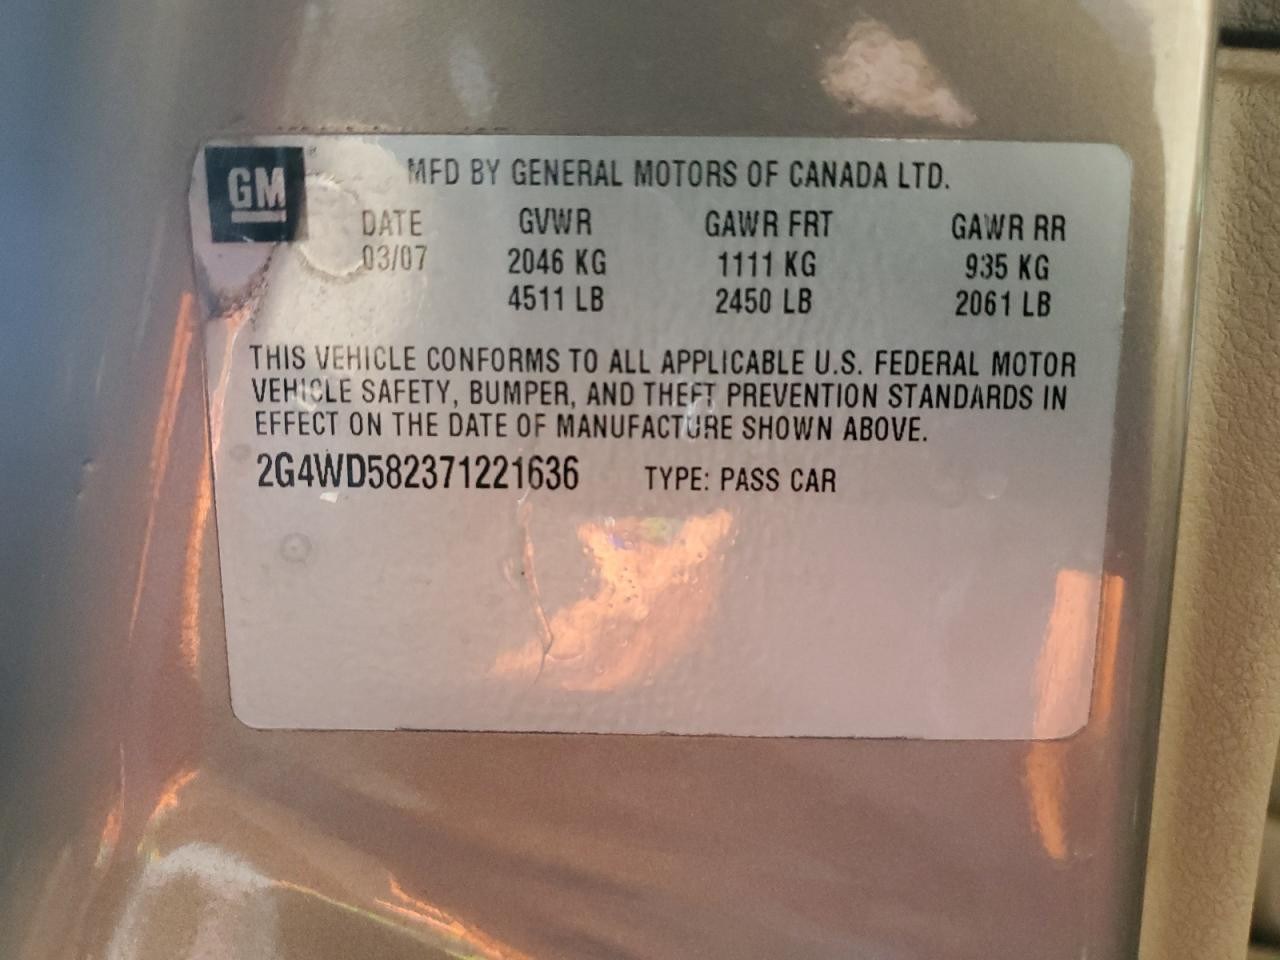 GM
MFD BY GENERAL MOTORS OF CANADA LTD.
DATE GVWR GAWR FRT GAWR RR
03/07 2046 KG 1111 KG 935 KG
4511 LB 2450 LB 2061 LB
THIS VEHICLE CONFORMS TO ALL APPLICABLE U.S. FEDERAL MOTOR
VEHICLE SAFETY, BUMPER, AND THEFT PREVENTION STANDARDS IN
EFFECT ON THE DATE OF MANUFACTURE SHOWN ABOVE.
2G4WD582371221636 TYPE: PASS CAR